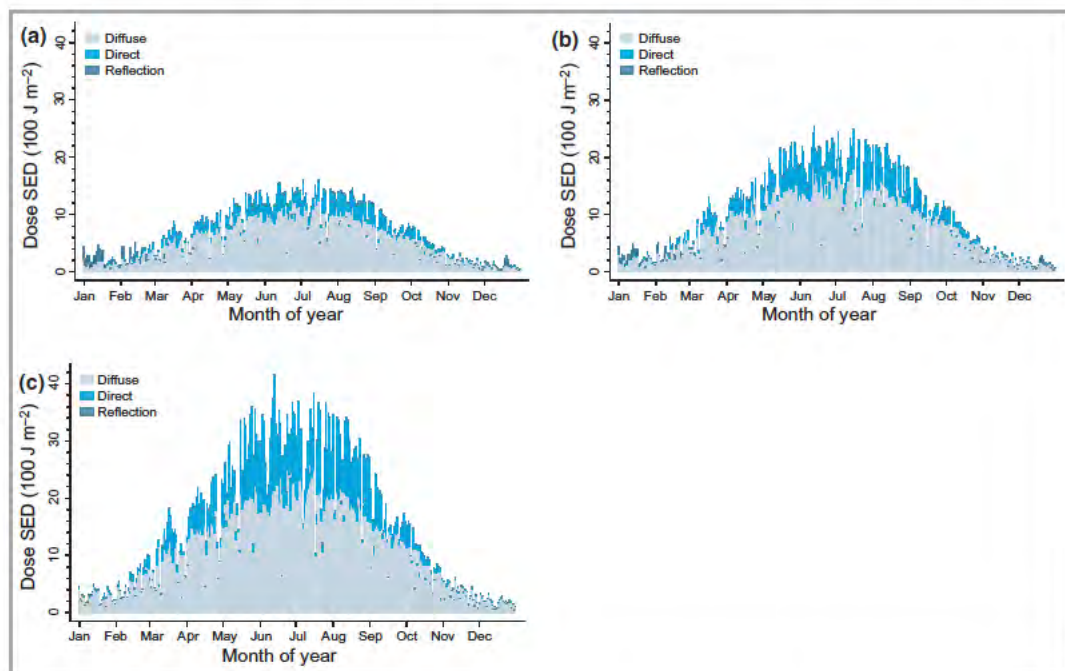 (a)
Diffuse
Direct
Reflection
Dose SED (100 J m⁻²)
40
30
20
10
0
Jan Feb Mar Apr May Jun Jul Aug Sep Oct Nov Dec
Month of year
(b)
Diffuse
Direct
Reflection
Dose SED (100 J m⁻²)
40
30
20
10
0
Jan Feb Mar Apr May Jun Jul Aug Sep Oct Nov Dec
Month of year
(c)
Diffuse
Direct
Reflection
Dose SED (100 J m⁻²)
40
30
20
10
0
Jan Feb Mar Apr May Jun Jul Aug Sep Oct Nov Dec
Month of year